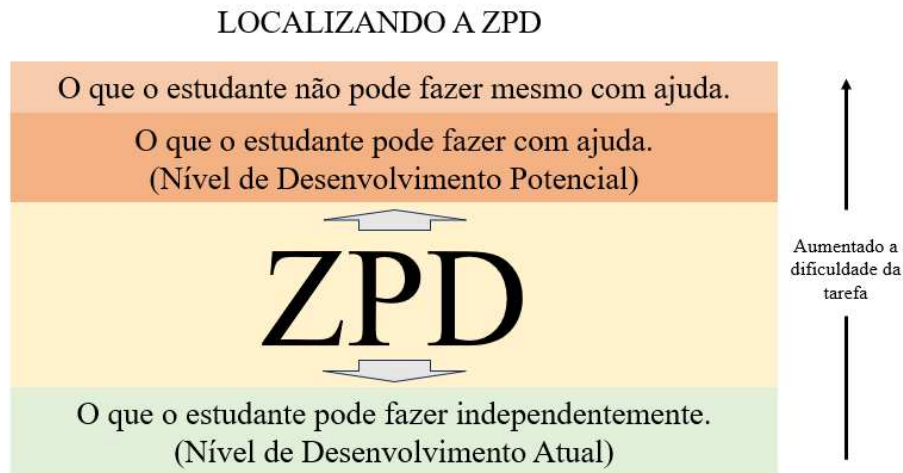 LOCALIZANDO A ZPD
O que o estudante não pode fazer mesmo com ajuda.
O que o estudante pode fazer com ajuda.
(Nível de Desenvolvimento Potencial)
ZPD
O que o estudante pode fazer independentemente.
(Nível de Desenvolvimento Atual)
Aumentado a
dificuldade da
tarefa